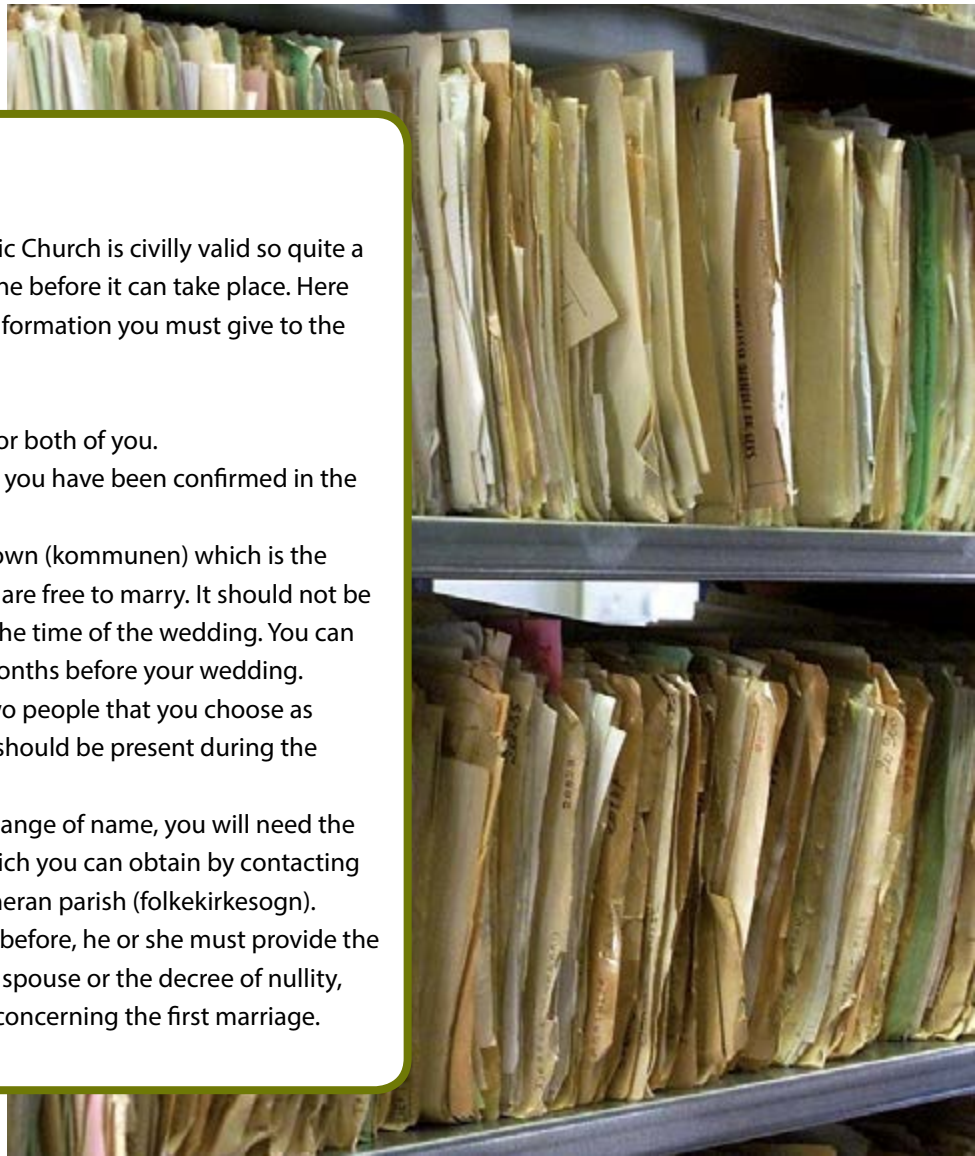 ic Church is civilly valid so quite a
ne before it can take place. Here
formation you must give to the
or both of you.
you have been confirmed in the
own (kommunen) which is the
are free to marry. It should not be
he time of the wedding. You can
onths before your wedding.
wo people that you choose as
should be present during the
ange of name, you will need the
ich you can obtain by contacting
heran parish (folkekirkesogn).
before, he or she must provide the
spouse or the decree of nullity,
concerning the first marriage.